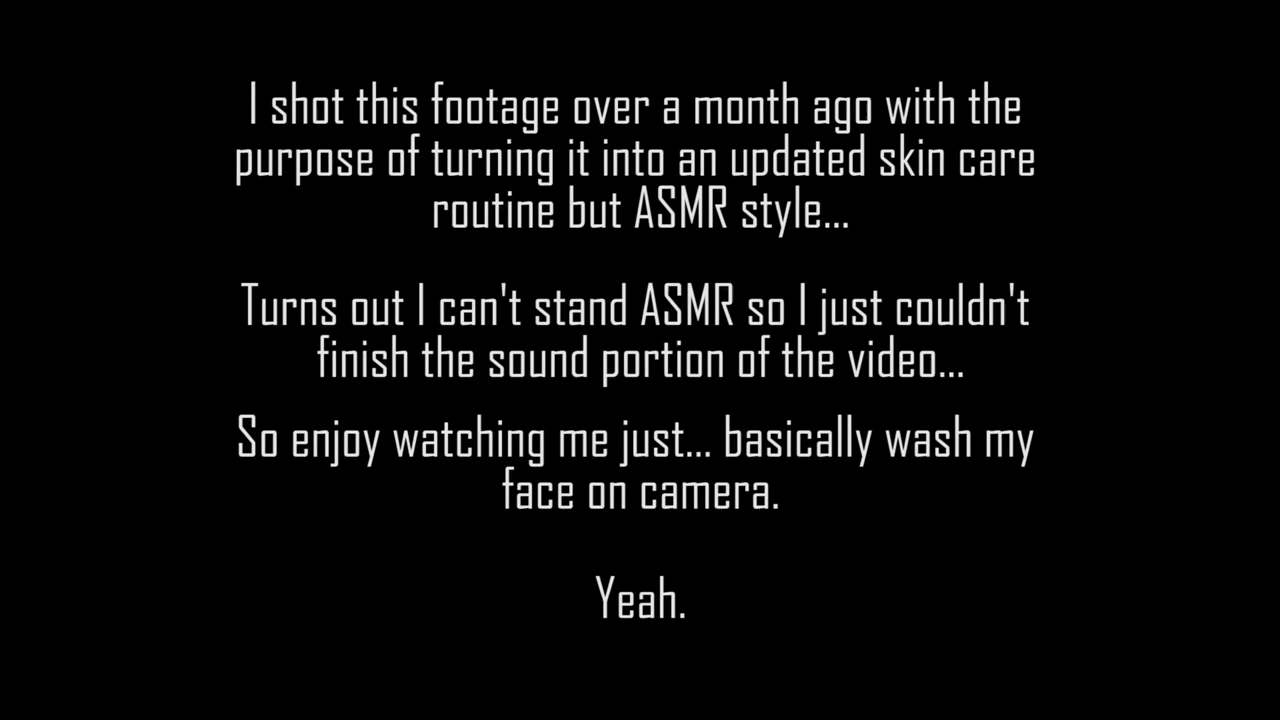 I shot this footage over a month ago with the
purpose of turning it into an updated skin care
routine but ASMR style...
Turns out I can't stand ASMR so I just couldn't
finish the sound portion of the video...
So enjoy watching me just... basically wash my
face on camera.
Yeah.